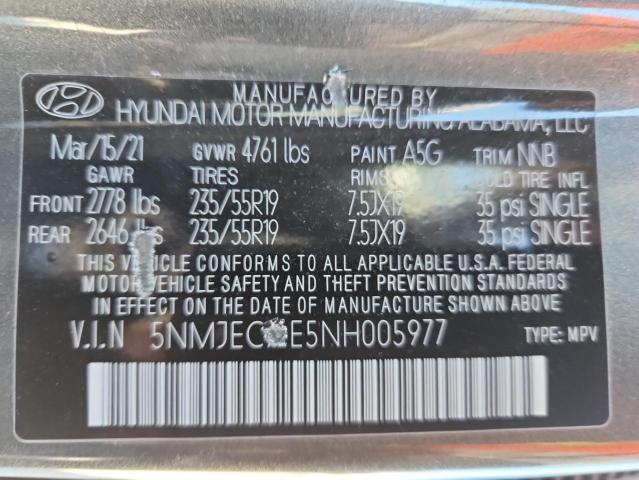 MANUFACTURED BY
HYUNDAI MOTOR MANUFACTURING ALABAMA, LLC
Mar/15/21 GVWR 4761 lbs PAINT A5G TRIM NNB
GAWR TIRES RIMS COLD TIRE INFL
FRONT 2778 lbs 235/55R19 7.5JX19 35 psi SINGLE
REAR 2646 lbs 235/55R19 7.5JX19 35 psi SINGLE
THIS VEHICLE CONFORMS TO ALL APPLICABLE U.S.A. FEDERAL
MOTOR VEHICLE SAFETY AND THEFT PREVENTION STANDARDS
IN EFFECT ON THE DATE OF MANUFACTURE SHOWN ABOVE
V.I.N TYPE: MPV